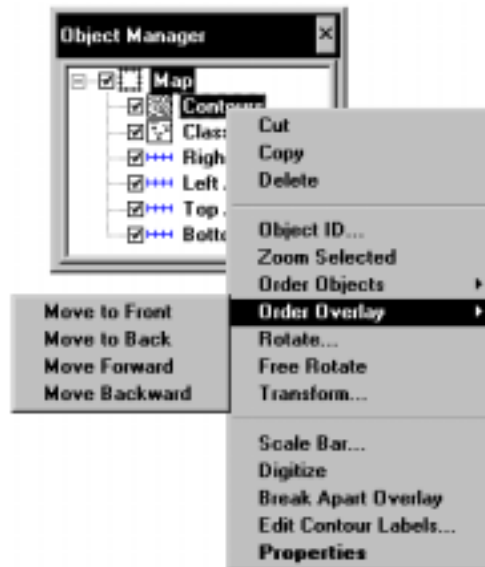 Object Manager
Map
Contours
Clas
Righ
Left
Top
Botto
Cut
Copy
Delete
Object ID...
Zoom Selected
Order Objects
Order Overlay
Rotate...
Free Rotate
Transform...
Scale Bar...
Digitize
Break Apart Overlay
Edit Contour Labels...
Properties
Move to Front
Move to Back
Move Forward
Move Backward